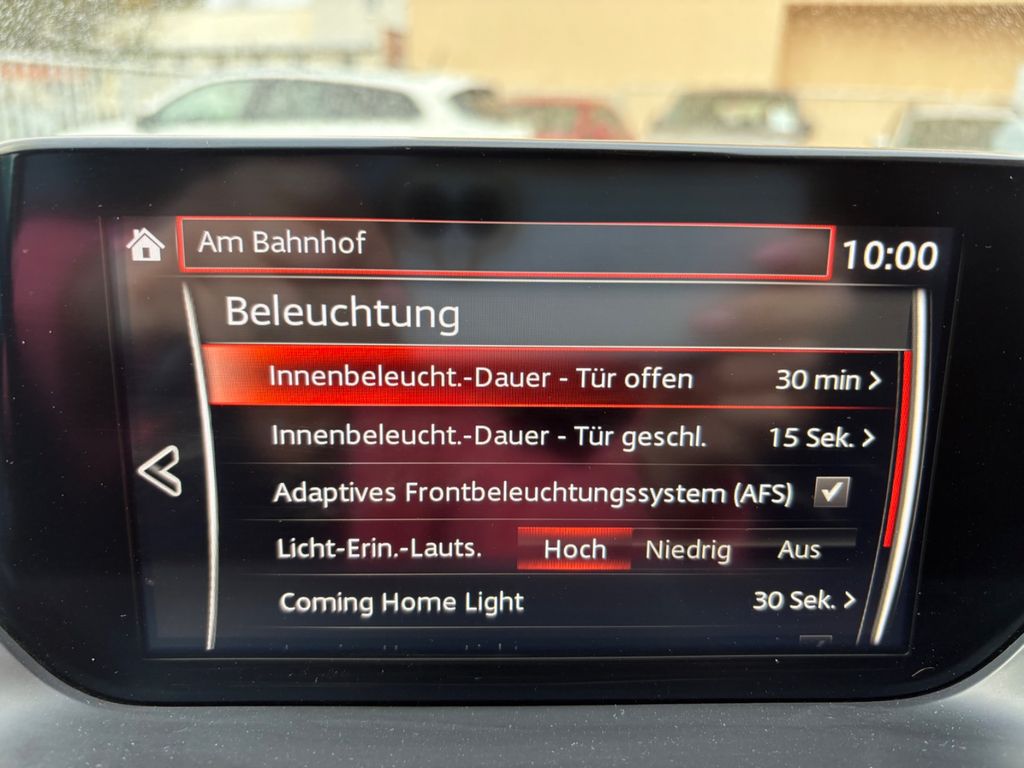 Am Bahnhof 10:00
Beleuchtung
Innenbeleucht.-Dauer - Tür offen 30 min >
Innenbeleucht.-Dauer - Tür geschl. 15 Sek. >
Adaptives Frontbeleuchtungssystem (AFS)
Licht-Erin.-Lauts. Hoch Niedrig Aus
Coming Home Light 30 Sek. >